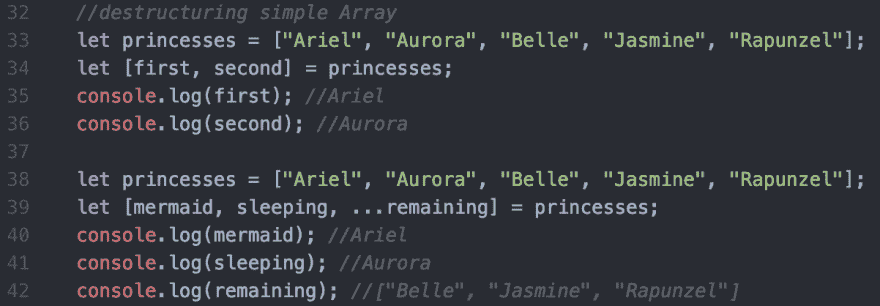 32 //destructuring simple Array
33 let princesses = ["Ariel", "Aurora", "Belle", "Jasmine", "Rapunzel"];
34 let [first, second] = princesses;
35 console.log(first); //Ariel
36 console.log(second); //Aurora
37
38 let princesses = ["Ariel", "Aurora", "Belle", "Jasmine", "Rapunzel"];
39 let [mermaid, sleeping, ...remaining] = princesses;
40 console.log(mermaid); //Ariel
41 console.log(sleeping); //Aurora
42 console.log(remaining); //["Belle", "Jasmine", "Rapunzel"]